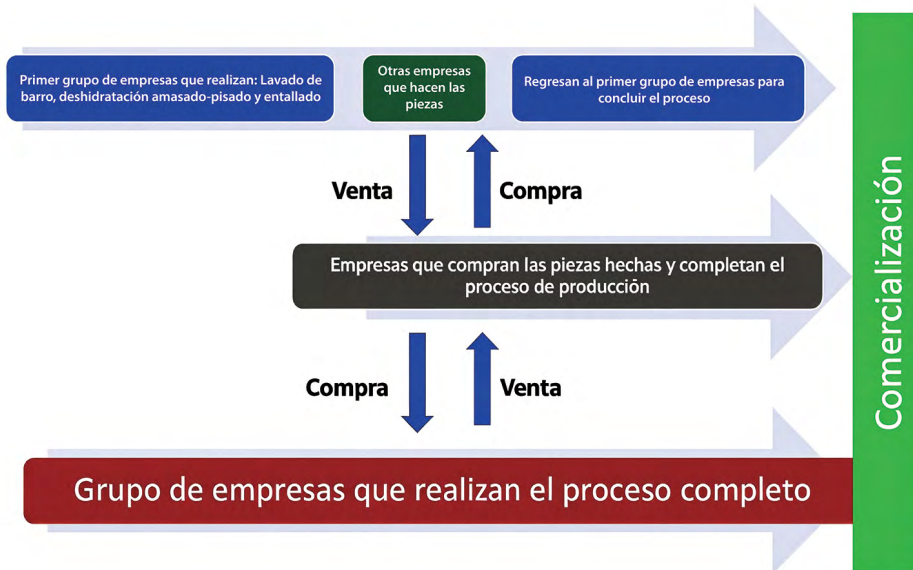 Primer grupo de empresas que realizan: Lavado de
barro, deshidratación amasado-pisado y entallado
Otras empresas
que hacen las
piezas
Regresan al primer grupo de empresas para
concluir el proceso
Venta
Compra
Empresas que compran las piezas hechas y completan el
proceso de producción
Compra
Venta
Grupo de empresas que realizan el proceso completo
Comercialización